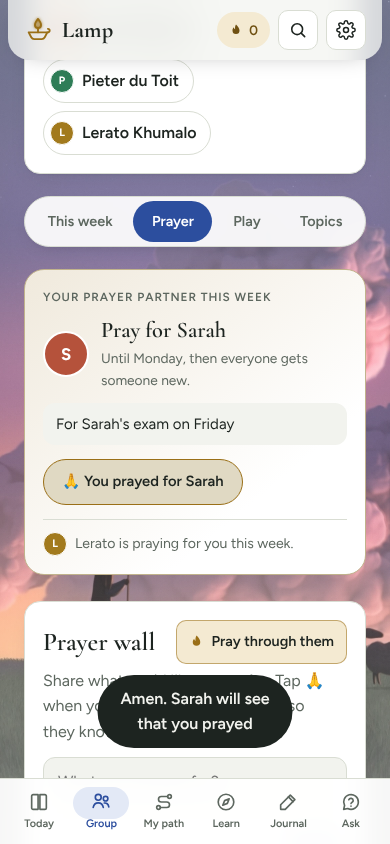 Lamp
0
P Pieter du Toit
L Lerato Khumalo
This week Prayer Play Topics
YOUR PRAYER PARTNER THIS WEEK
S
Pray for Sarah
Until Monday, then everyone gets
someone new.
For Sarah's exam on Friday
🙏 You prayed for Sarah
L Lerato is praying for you this week.
Prayer wall
Pray through them
Share Tap 🙏
when so
they
Amen. Sarah will see
that you prayed
Today Group My path Learn Journal Ask